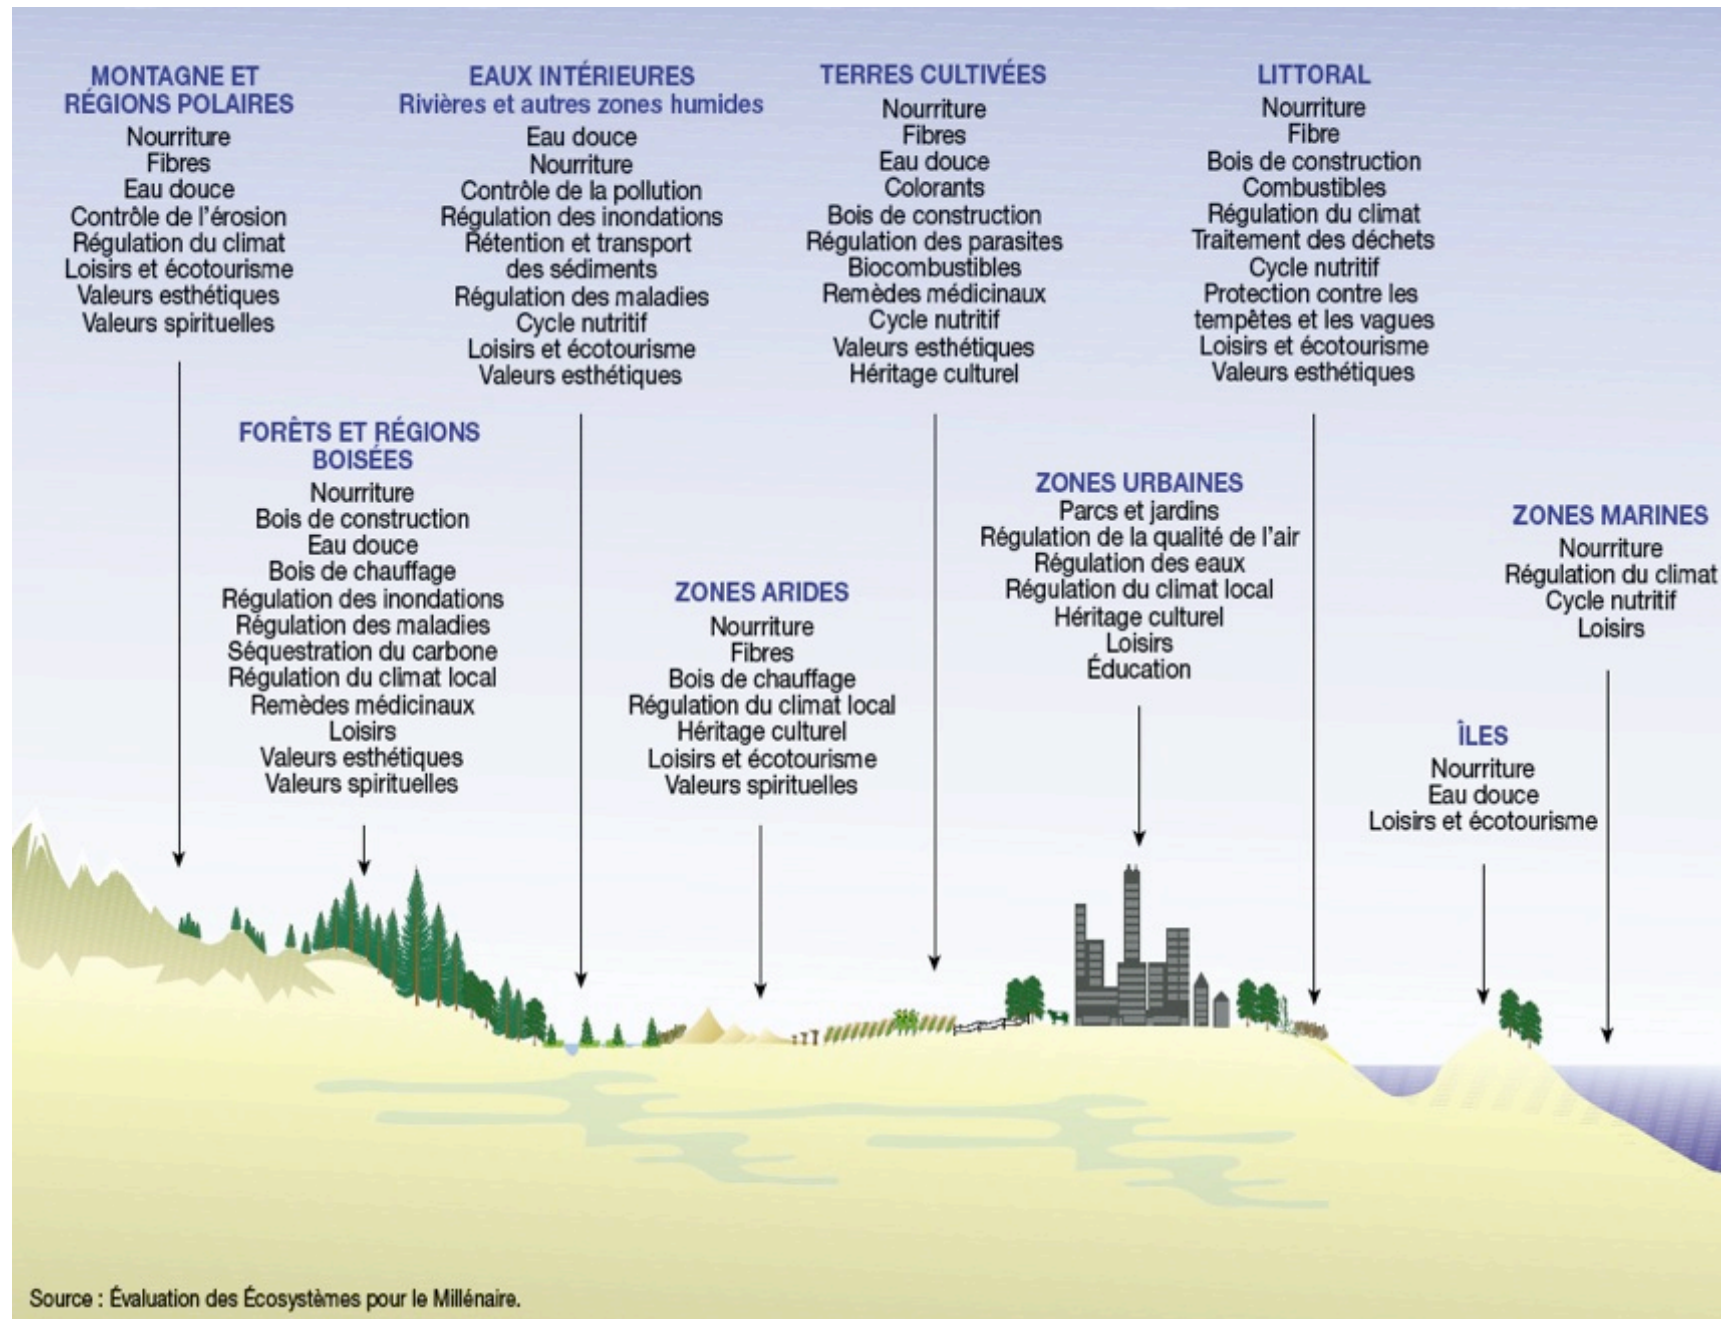 MONTAGNE ET
RÉGIONS POLAIRES
Nourriture
Fibres
Eau douce
Contrôle de l'érosion
Régulation du climat
Loisirs et écotourisme
Valeurs esthétiques
Valeurs spirituelles
EAUX INTÉRIEURES
Rivières et autres zones humides
Eau douce
Nourriture
Contrôle de la pollution
Régulation des inondations
Rétention et transport
des sédiments
Régulation des maladies
Cycle nutritif
Loisirs et écotourisme
Valeurs esthétiques
TERRES CULTIVÉES
Nourriture
Fibres
Eau douce
Colorants
Bois de construction
Régulation des parasites
Biocombustibles
Remèdes médicinaux
Cycle nutritif
Valeurs esthétiques
Héritage culturel
LITTORAL
Nourriture
Fibre
Bois de construction
Combustibles
Régulation du climat
Traitement des déchets
Cycle nutritif
Protection contre les
tempêtes et les vagues
Loisirs et écotourisme
Valeurs esthétiques
FORÊTS ET RÉGIONS
BOISÉES
Nourriture
Bois de construction
Eau douce
Bois de chauffage
Régulation des inondations
Régulation des maladies
Séquestration du carbone
Régulation du climat local
Remèdes médicinaux
Loisirs
Valeurs esthétiques
Valeurs spirituelles
ZONES ARIDES
Nourriture
Fibres
Bois de chauffage
Régulation du climat local
Héritage culturel
Loisirs et écotourisme
Valeurs spirituelles
ZONES URBAINES
Parcs et jardins
Régulation de la qualité de l'air
Régulation des eaux
Régulation du climat local
Héritage culturel
Loisirs
Éducation
ZONES MARINES
Nourriture
Régulation du climat
Cycle nutritif
Loisirs
ÎLES
Nourriture
Eau douce
Loisirs et écotourisme
Source : Évaluation des Écosystèmes pour le Millénaire.